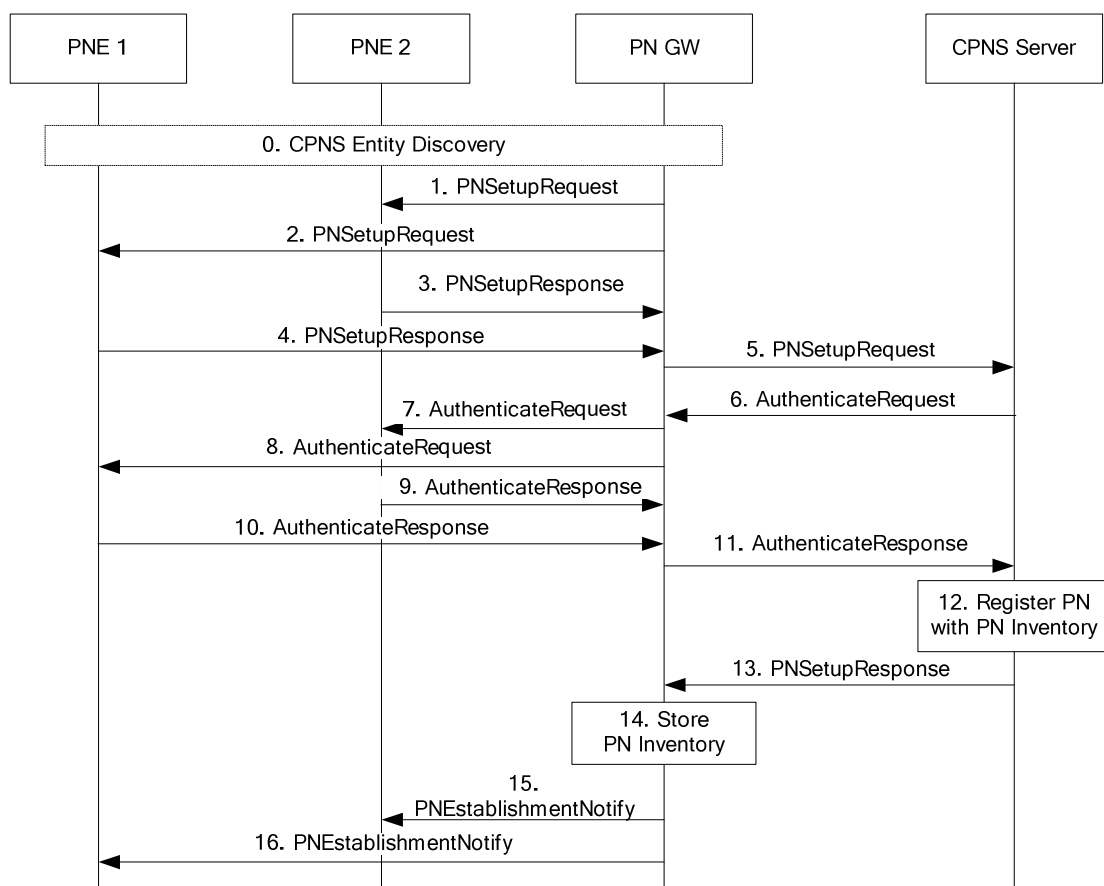 PNE 1
PNE 2
PN GW
CPNS Server
0. CPNS Entity Discovery
1. PNSetupRequest
2. PNSetupRequest
3. PNSetupResponse
4. PNSetupResponse
5. PNSetupRequest
6. AuthenticateRequest
7. AuthenticateRequest
8. AuthenticateRequest
9. AuthenticateResponse
10. AuthenticateResponse
11. AuthenticateResponse
12. Register PN
with PN Inventory
13. PNSetupResponse
14. Store
PN Inventory
15.
PNEstablishmentNotify
16. PNEstablishmentNotify